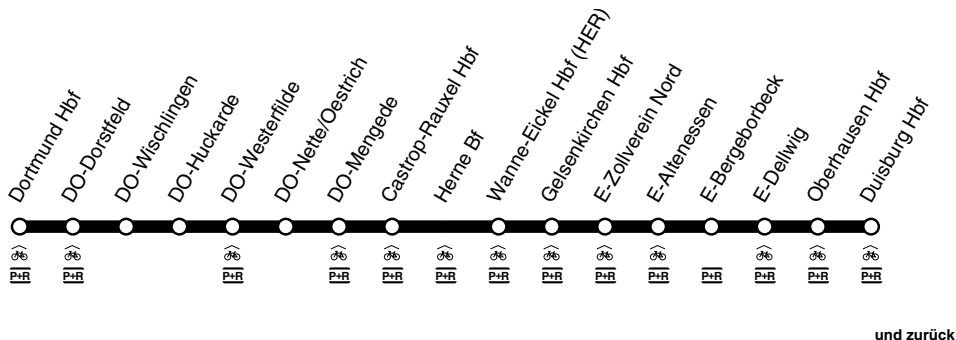 Dortmund Hbf
DO-Dorstfeld
DO-Wischlingen
DO-Huckarde
DO-Westerfilde
DO-Nette/Oestrich
DO-Mengede
Castrop-Rauxel Hbf
Herne Bf
Wanne-Eickel Hbf (HER)
Gelsenkirchen Hbf
E-Zollverein Nord
E-Altenessen
E-Bergeborbeck
E-Dellwig
Oberhausen Hbf
Duisburg Hbf
P+R P+R P+R P+R P+R P+R P+R P+R P+R P+R P+R P+R P+R P+R
und zurück